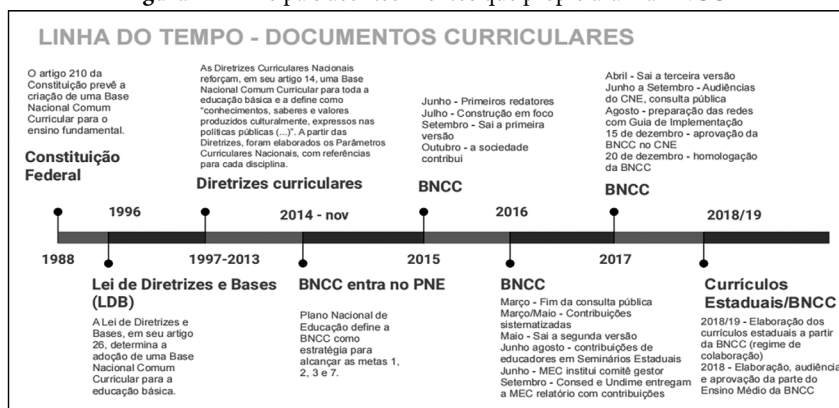 LINHA DO TEMPO - DOCUMENTOS CURRICULARES
O artigo 210 da
Constituição prevê a
criação de uma Base
Nacional Comum
Curricular para o
ensino fundamental.
Constituição
Federal
As Diretrizes Curriculares Nacionais
reforçam, em seu artigo 14, uma Base
Nacional Comum Curricular para toda a
educação básica e a define como
“conhecimentos, saberes e valores
produzidos culturalmente, expressos nas
políticas públicas (...)”. A partir das
Diretrizes, foram elaborados os Parâmetros
Curriculares Nacionais, com referências
para cada disciplina.
Diretrizes curriculares
Junho - Primeiros redatores
Julho - Construção em foco
Setembro - Sai a primeira
versão
Outubro - a sociedade
contribui
BNCC
Abril - Sai a terceira versão
Junho a Setembro - Audiências
do CNE, consulta pública
Agosto - preparação das redes
com Guia de Implementação
15 de dezembro - aprovação da
BNCC no CNE
20 de dezembro - homologação
da BNCC
BNCC
1996
2014 - nov
2016
2018/19
1988
1997-2013
2015
2017
Lei de Diretrizes e Bases
(LDB)
A Lei de Diretrizes e
Bases, em seu artigo
26, determina a
adoção de uma Base
Nacional Comum
Curricular para a
educação básica.
BNCC entra no PNE
Plano Nacional de
Educação define a
BNCC como
estratégia para
alcançar as metas 1,
2, 3 e 7.
BNCC
Março - Fim da consulta pública
Março/Maio - Contribuições
sistematizadas
Maio - Sai a segunda versão
Junho agosto - contribuições de
educadores em Seminários Estaduais
Junho - MEC institui comitê gestor
Setembro - Consed e Undime entregam
a MEC relatório com contribuições
Currículos
Estaduais/BNCC
2018/19 - Elaboração dos
currículos estaduais a partir
da BNCC (regime de
colaboração)
2018 - Elaboração, audiência
e aprovação da parte do
Ensino Médio da BNCC